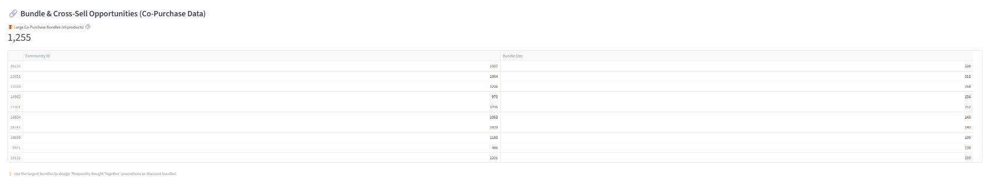 🔗 Bundle & Cross-Sell Opportunities (Co-Purchase Data)
🎁 Large Co-Purchase Bundles (≥5 products)
1,255
Community ID Bundle Size
26120 1507 328
23051 1364 312
19334 1206 264
14982 970 154
21501 1295 152
16604 1063 143
24747 1429 140
18689 1180 139
8471 486 138
19132 1201 133
💡 Use the largest bundles to design 'Frequently Bought Together' promotions or discount bundles.